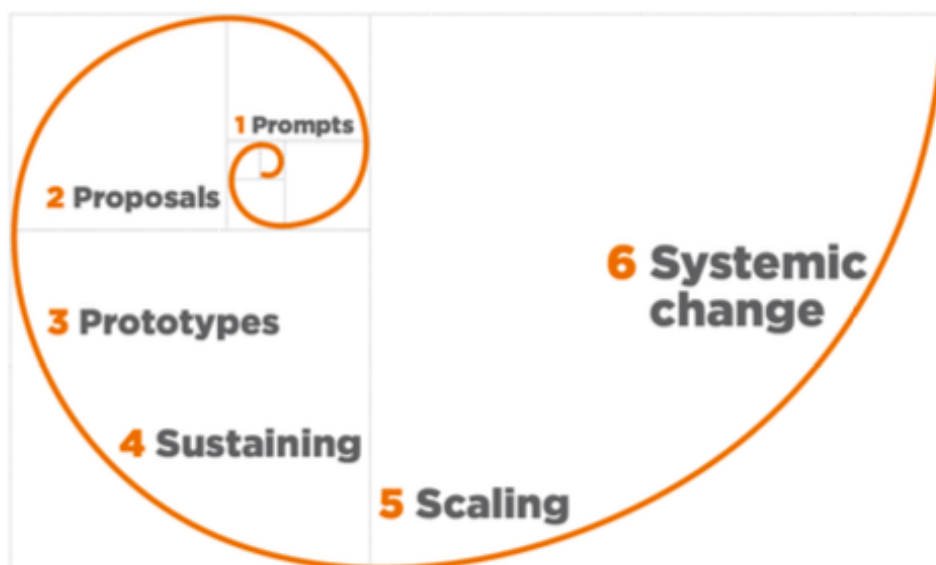 1 Prompts
2 Proposals
3 Prototypes
4 Sustaining
5 Scaling
6 Systemic
change